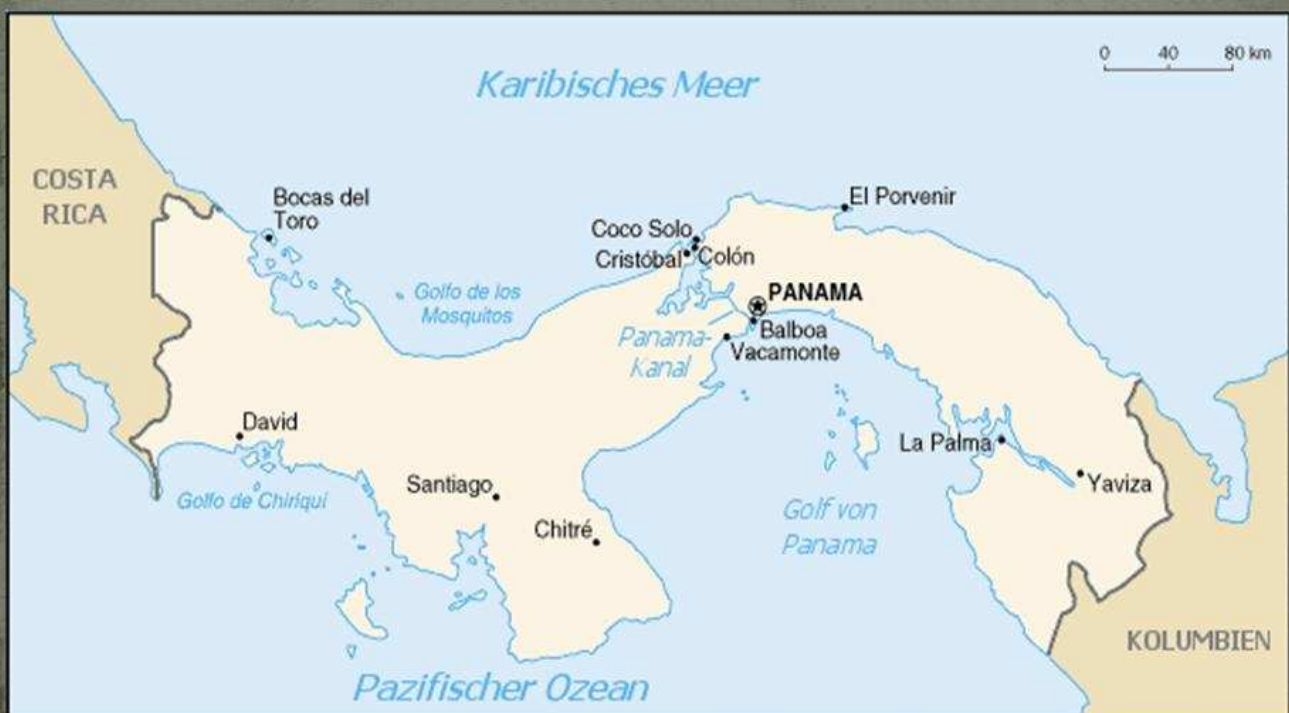 0 40 80 km
Karibisches Meer
COSTA
RICA
Bocas del
Toro
El Porvenir
Coco Solo
Cristóbal
Colón
Golfo de los
Mosquitos
PANAMA
Panama-
Kanal
Balboa
Vacamonte
David
La Palma
Santiago
Yaviza
Golfo de Chiriquí
Chitré
Golf von
Panama
KOLUMBIEN
Pazifischer Ozean